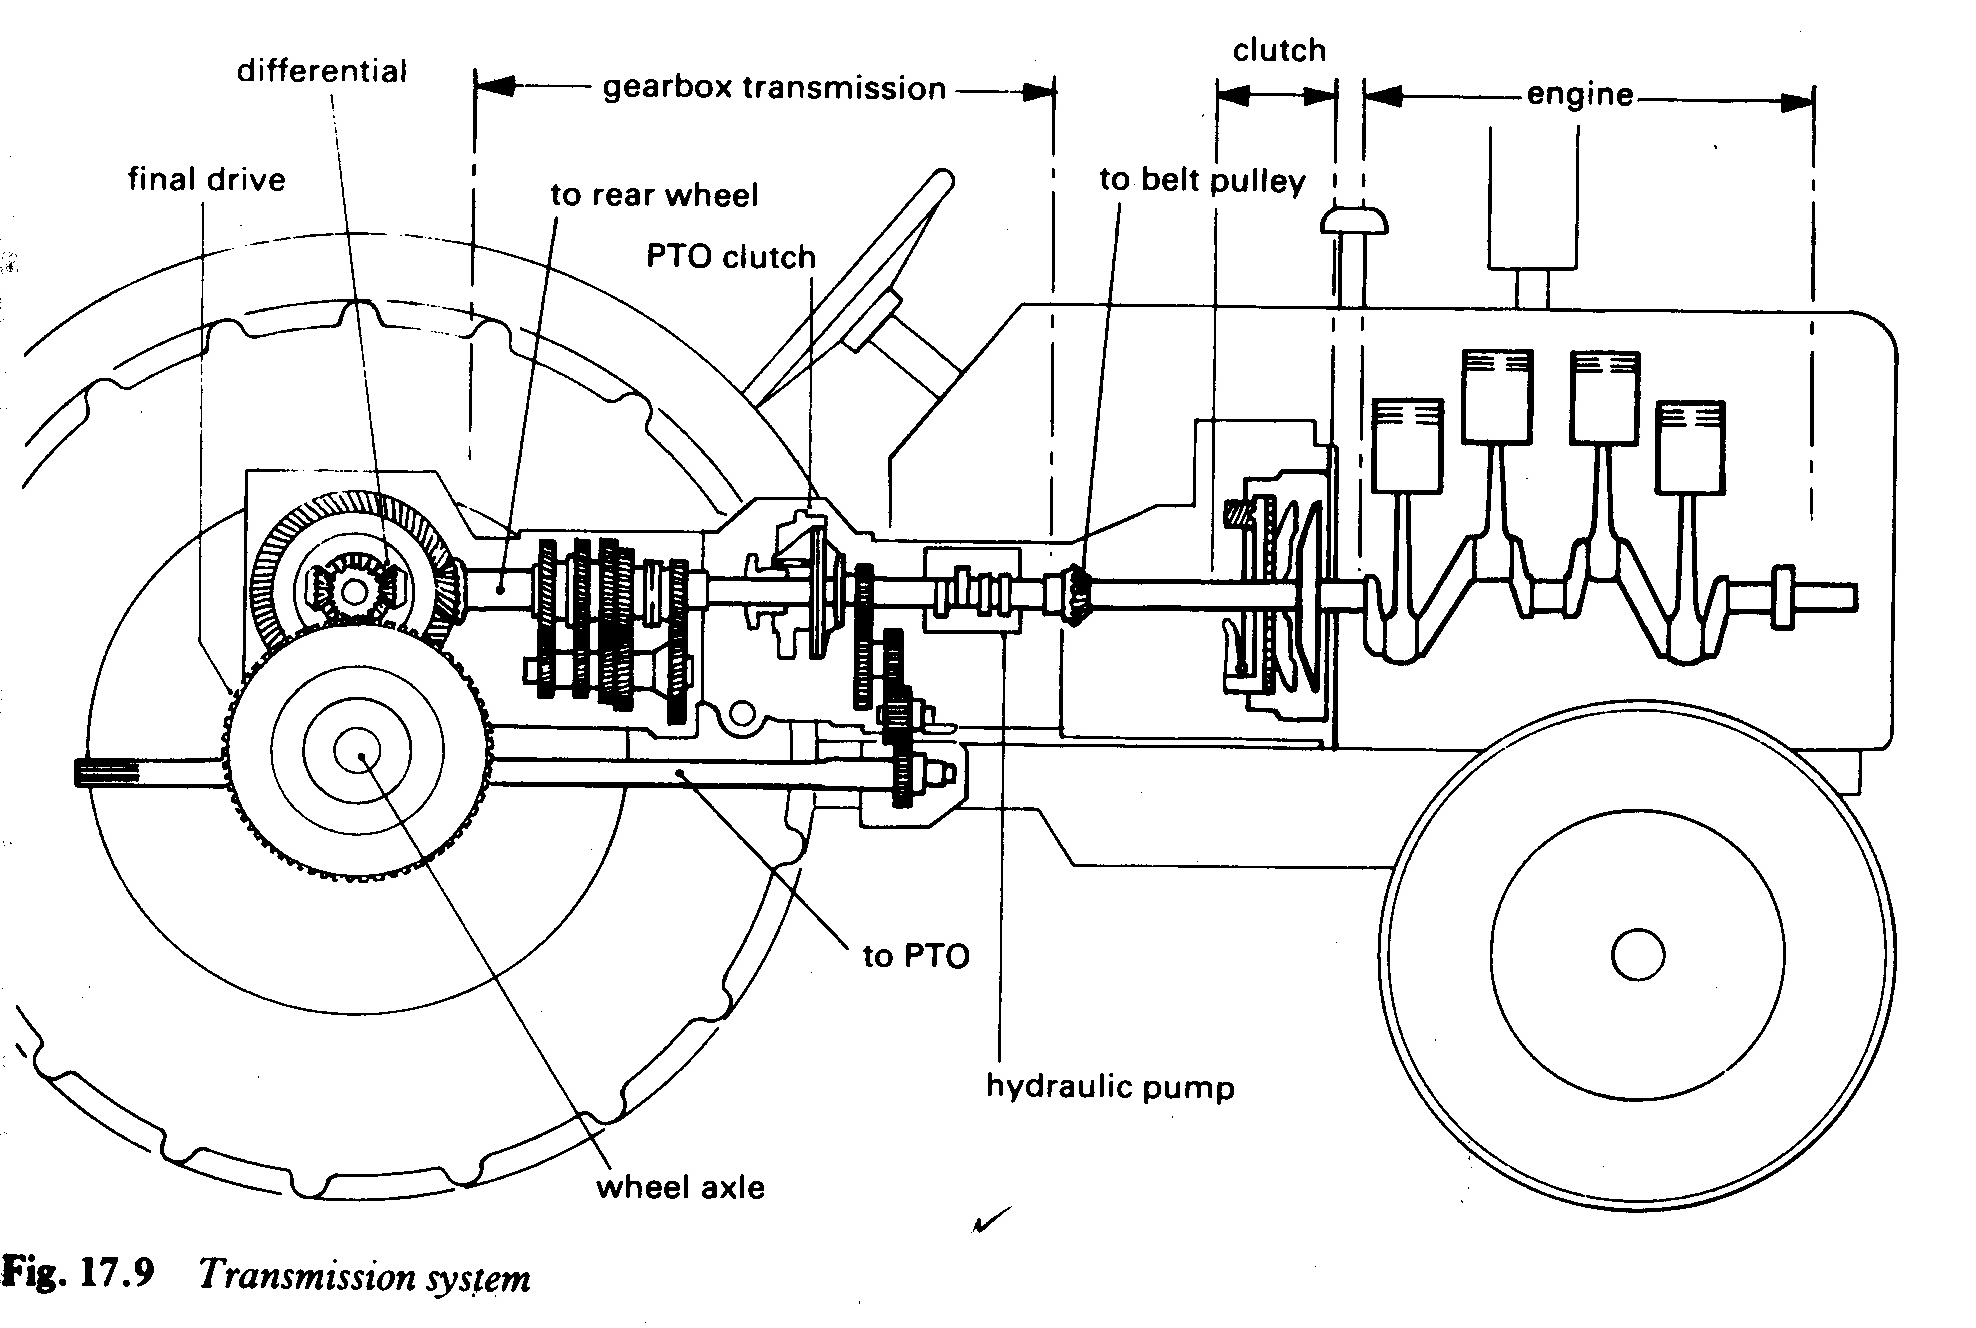 clutch
differential
gearbox transmission
engine
final drive
to rear wheel
to belt pulley
PTO clutch
to PTO
hydraulic pump
wheel axle
Fig. 17.9 Transmission system